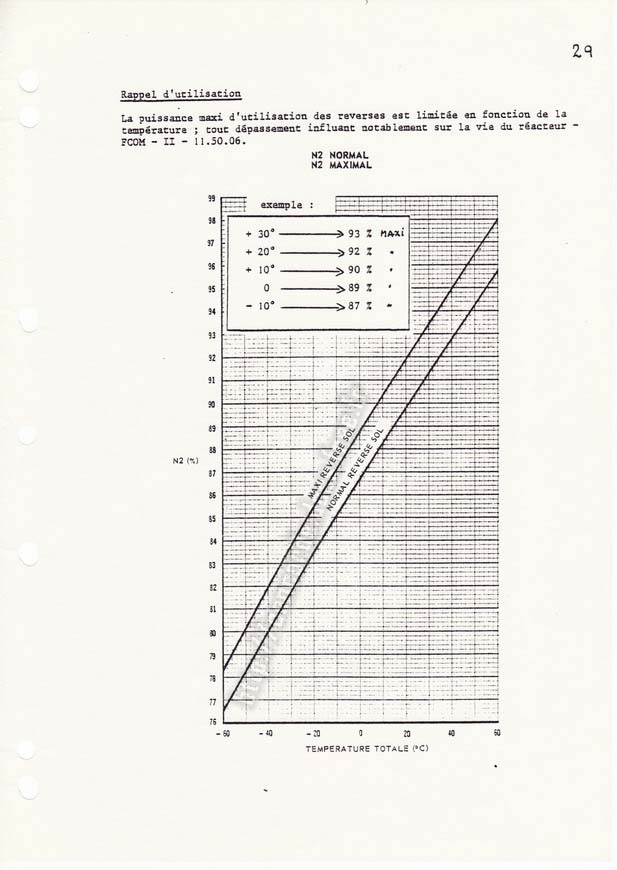 29
Rappel d'utilisation
La puissance maxi d'utilisation des reverses est limitée en fonction de la
température ; tout dépassement influant notablement sur la vie du réacteur -
FCOM - II - 11.50.06.
N2 NORMAL
N2 MAXIMAL
exemple :
+ 30° 93 % MAXI
+ 20° 92 % "
+ 10° 90 % "
0 89 % "
- 10° 87 % "
99
98
97
96
95
94
93
92
91
90
89
88
87
86
85
84
83
82
81
80
79
78
77
76
N2 (%)
MAXI REVERSE SOL
NORMAL REVERSE SOL
- 60 - 40 - 20 0 20 40 60
TEMPERATURE TOTALE (°C)